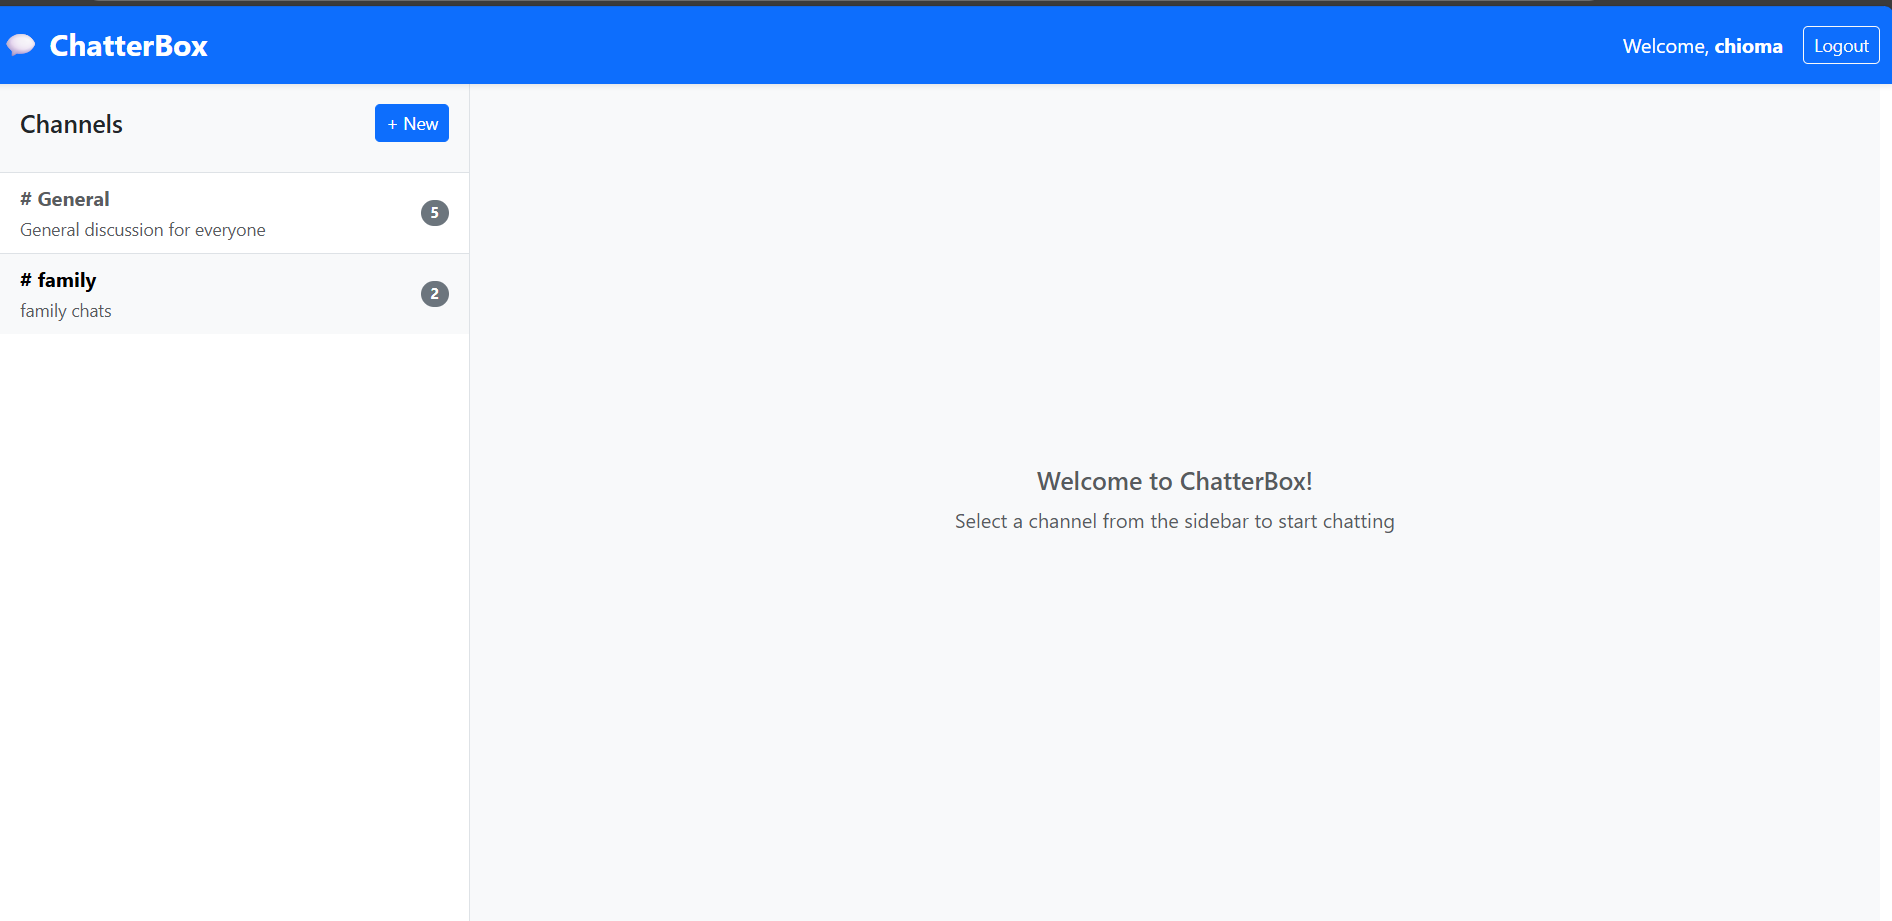 ChatterBox
Welcome, chioma
Logout
Channels
+ New
# General
General discussion for everyone
5
# family
family chats
2
Welcome to ChatterBox!
Select a channel from the sidebar to start chatting